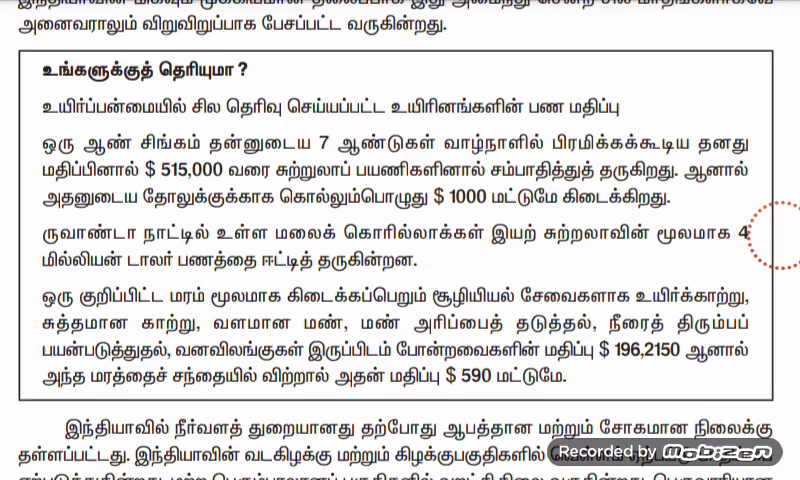 அனைவராலும் விறுவிறுப்பாக பேசப்பட்ட வருகின்றது.
உங்களுக்குத் தெரியுமா ?
உயிர்ப்பன்மையில் சில தெரிவு செய்யப்பட்ட உயிரினங்களின் பண மதிப்பு
ஒரு ஆண் சிங்கம் தன்னுடைய 7 ஆண்டுகள் வாழ்நாளில் பிரமிக்கக்கூடிய தனது
மதிப்பினால் $ 515,000 வரை சுற்றுலாப் பயணிகளினால் சம்பாதித்துத் தருகிறது. ஆனால்
அதனுடைய தோலுக்குக்காக கொல்லும்பொழுது $ 1000 மட்டுமே கிடைக்கிறது.
ருவாண்டா நாட்டில் உள்ள மலைக் கொரில்லாக்கள் இயற் சுற்றலாவின் மூலமாக 4
மில்லியன் டாலர் பணத்தை ஈட்டித் தருகின்றன.
ஒரு குறிப்பிட்ட மரம் மூலமாக கிடைக்கப்பெறும் சூழியியல் சேவைகளாக உயிர்க்காற்று,
சுத்தமான காற்று, வளமான மண், மண் அரிப்பைத் தடுத்தல், நீரைத் திரும்பப்
பயன்படுத்துதல், வனவிலங்குகள் இருப்பிடம் போன்றவைகளின் மதிப்பு $ 196,2150 ஆனால்
அந்த மரத்தைச் சந்தையில் விற்றால் அதன் மதிப்பு $ 590 மட்டுமே.
இந்தியாவில் நீர்வளத் துறையானது தற்போது ஆபத்தான மற்றும் சோகமான நிலைக்கு
தள்ளப்பட்டது. இந்தியாவின் வடகிழக்கு மற்றும் கிழக்குபகுதிகளில்
Recorded by Mobizen